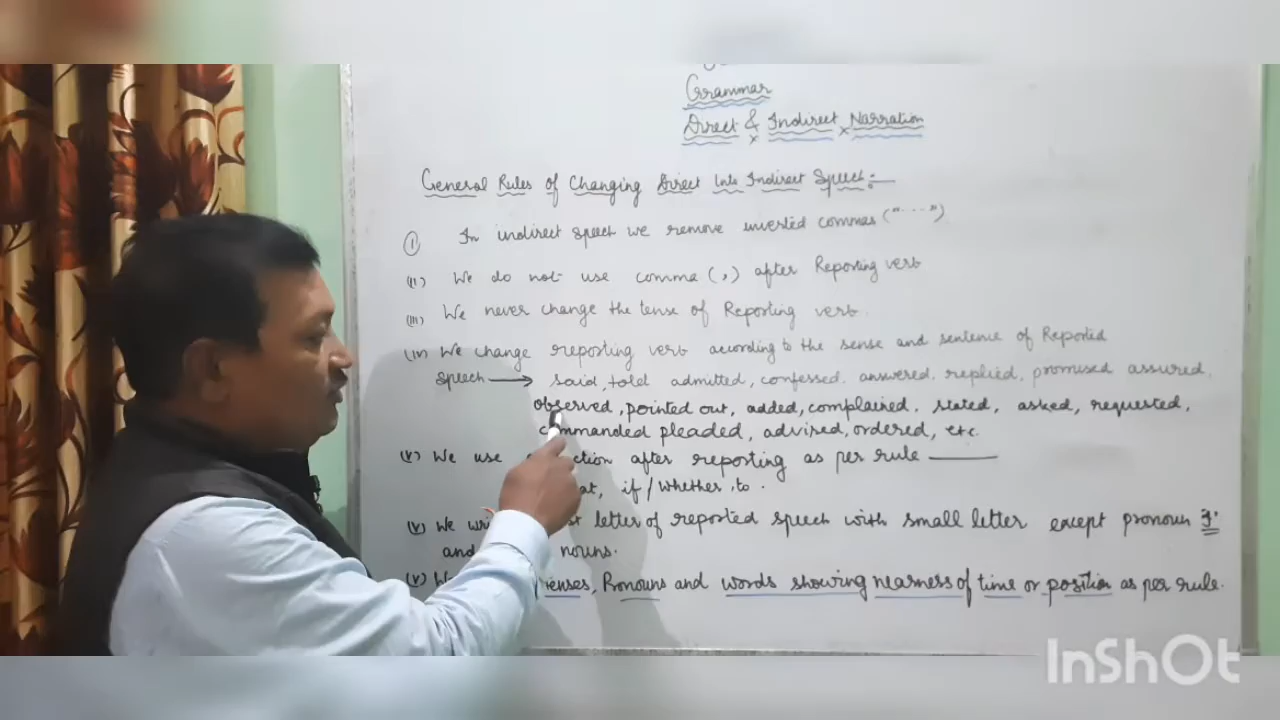 Grammar
Direct & Indirect Narration
General Rules of Changing Direct Into Indirect Speech:—
(I) In indirect speech we remove inverted commas ("----")
(II) We do not use comma (,) after Reporting verb
(III) We never change the tense of Reporting verb.
(IV) We change reporting verb according to the sense and sentence of Reported
Speech → said, told admitted, confessed. answered. replied. promised assured.
observed, pointed out, added, complained. stated, asked, requested,
commanded pleaded, advised, ordered, etc.
(V) We use after reporting as per rule ———
if/whether, to.
(V) We letter of reported speech with small letter except pronoun I.
and nouns.
(V) Tenses, Pronouns and words showing nearness of time or position as per rule.
InShOt